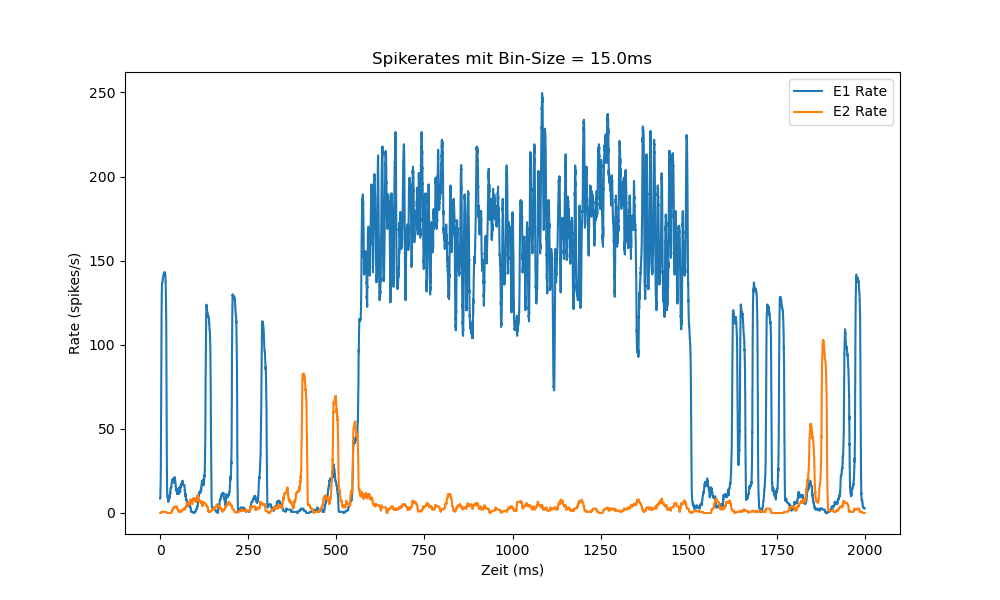 Spikerates mit Bin-Size = 15.0ms
E1 Rate
E2 Rate
250
200
150
100
50
0
Rate (spikes/s)
0 250 500 750 1000 1250 1500 1750 2000
Zeit (ms)